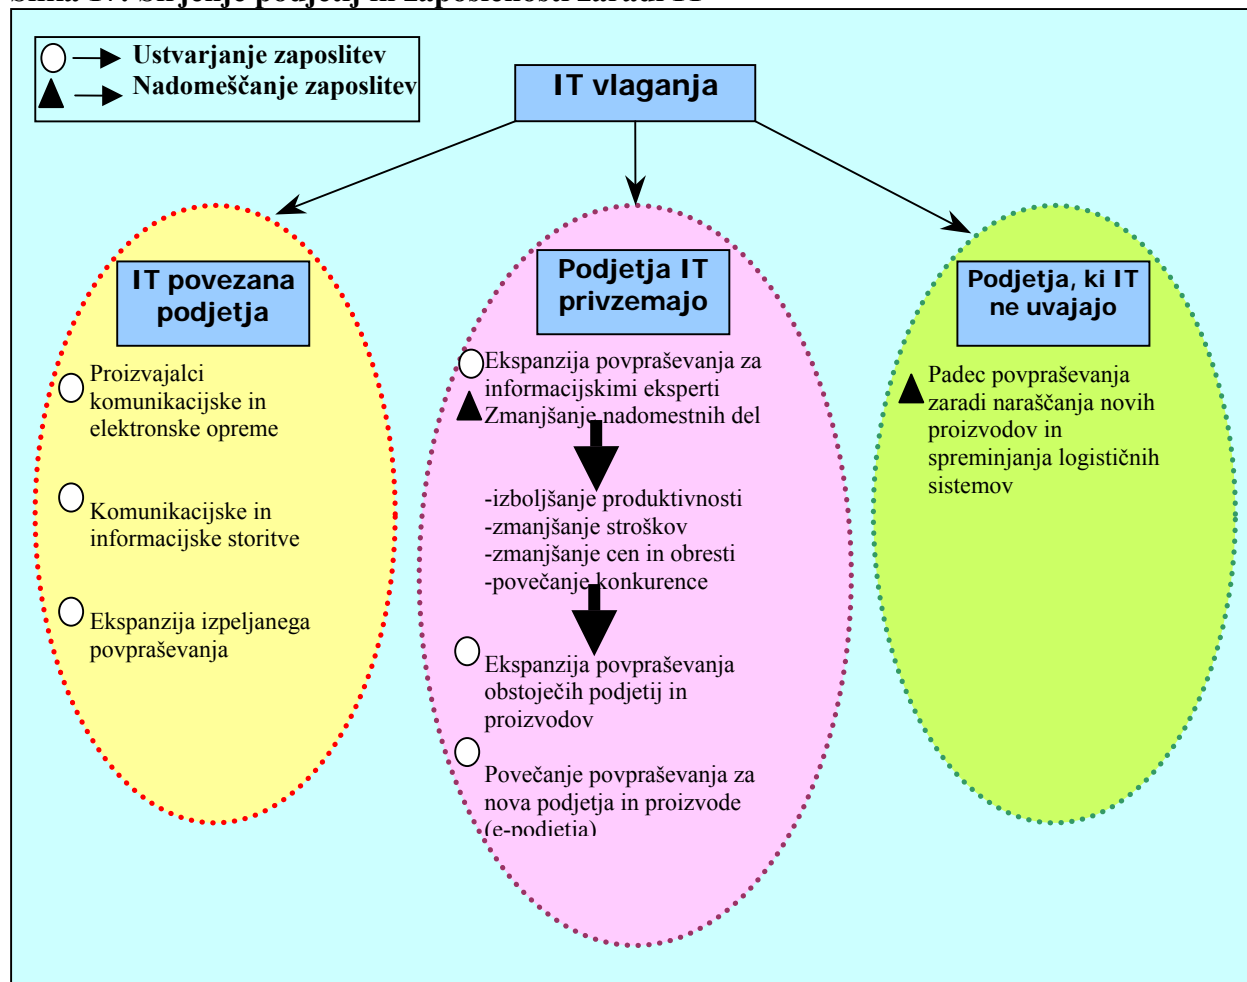 Ustvarjanje zaposlitev
Nadomeščanje zaposlitev
IT vlaganja
IT povezana
podjetja
Proizvajalci
komunikacijske in
elektronske opreme
Komunikacijske in
informacijske storitve
Ekspanzija izpeljanega
povpraševanja
Podjetja IT
privzemajo
Ekspanzija povpraševanja za
informacijskimi eksperti
Zmanjšanje nadomestnih del
-izboljšanje produktivnosti
-zmanjšanje stroškov
-zmanjšanje cen in obresti
-povečanje konkurence
Ekspanzija povpraševanja
obstoječih podjetij in
proizvodov
Povečanje povpraševanja za
nova podjetja in proizvode
(e-podjetja)
Podjetja, ki IT
ne uvajajo
Padec povpraševanja
zaradi naraščanja novih
proizvodov in
spreminjanja logističnih
sistemov